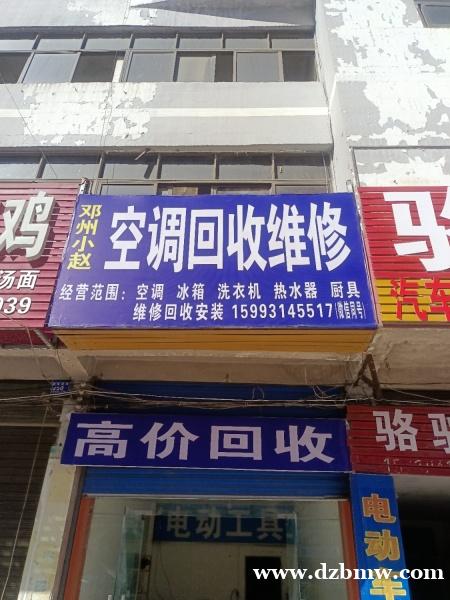 邓州小赵
空调回收维修
经营范围：空调 冰箱 洗衣机 热水器 厨具
维修回收安装 15993145517(微信同号)
鸡
汤面
039
骆
汽车
高价回收
骆驼
电动工具
电动车
www.dzbmw.com